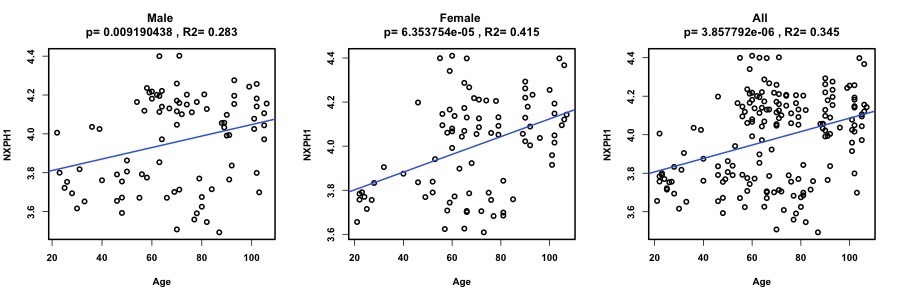 Male
p= 0.009190438 , R2= 0.283
NXPH1
4.4
4.2
4.0
3.8
3.6
20 40 60 80 100
Age
Female
p= 6.353754e-05 , R2= 0.415
NXPH1
4.4
4.2
4.0
3.8
3.6
20 40 60 80 100
Age
All
p= 3.857792e-06 , R2= 0.345
NXPH1
4.4
4.2
4.0
3.8
3.6
20 40 60 80 100
Age